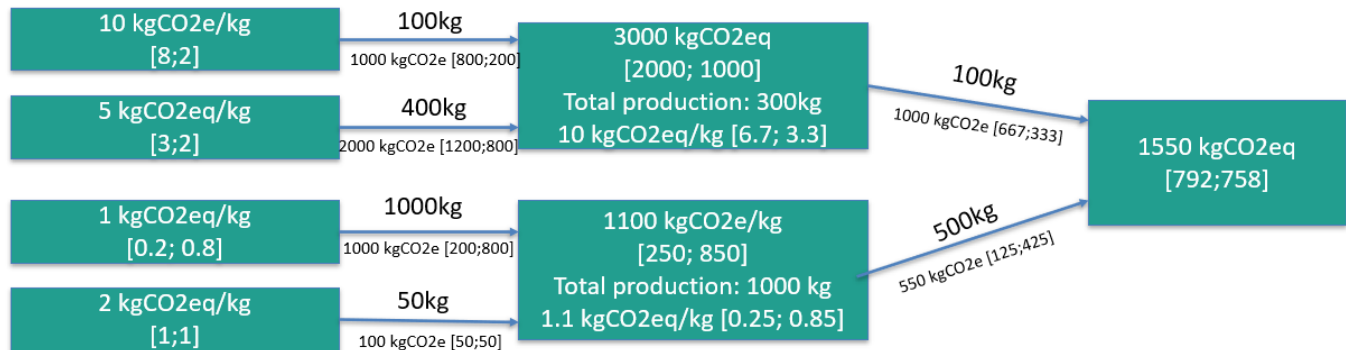 10 kgCO2e/kg
[8;2]
100kg
1000 kgCO2e [800;200]
5 kgCO2eq/kg
[3;2]
400kg
2000 kgCO2e [1200;800]
3000 kgCO2eq
[2000; 1000]
Total production: 300kg
10 kgCO2eq/kg [6.7; 3.3]
100kg
1000 kgCO2e [667;333]
1 kgCO2eq/kg
[0.2; 0.8]
1000kg
1000 kgCO2e [200;800]
2 kgCO2eq/kg
[1;1]
50kg
100 kgCO2e [50;50]
1100 kgCO2e/kg
[250; 850]
Total production: 1000 kg
1.1 kgCO2eq/kg [0.25; 0.85]
500kg
550 kgCO2e [125;425]
1550 kgCO2eq
[792;758]